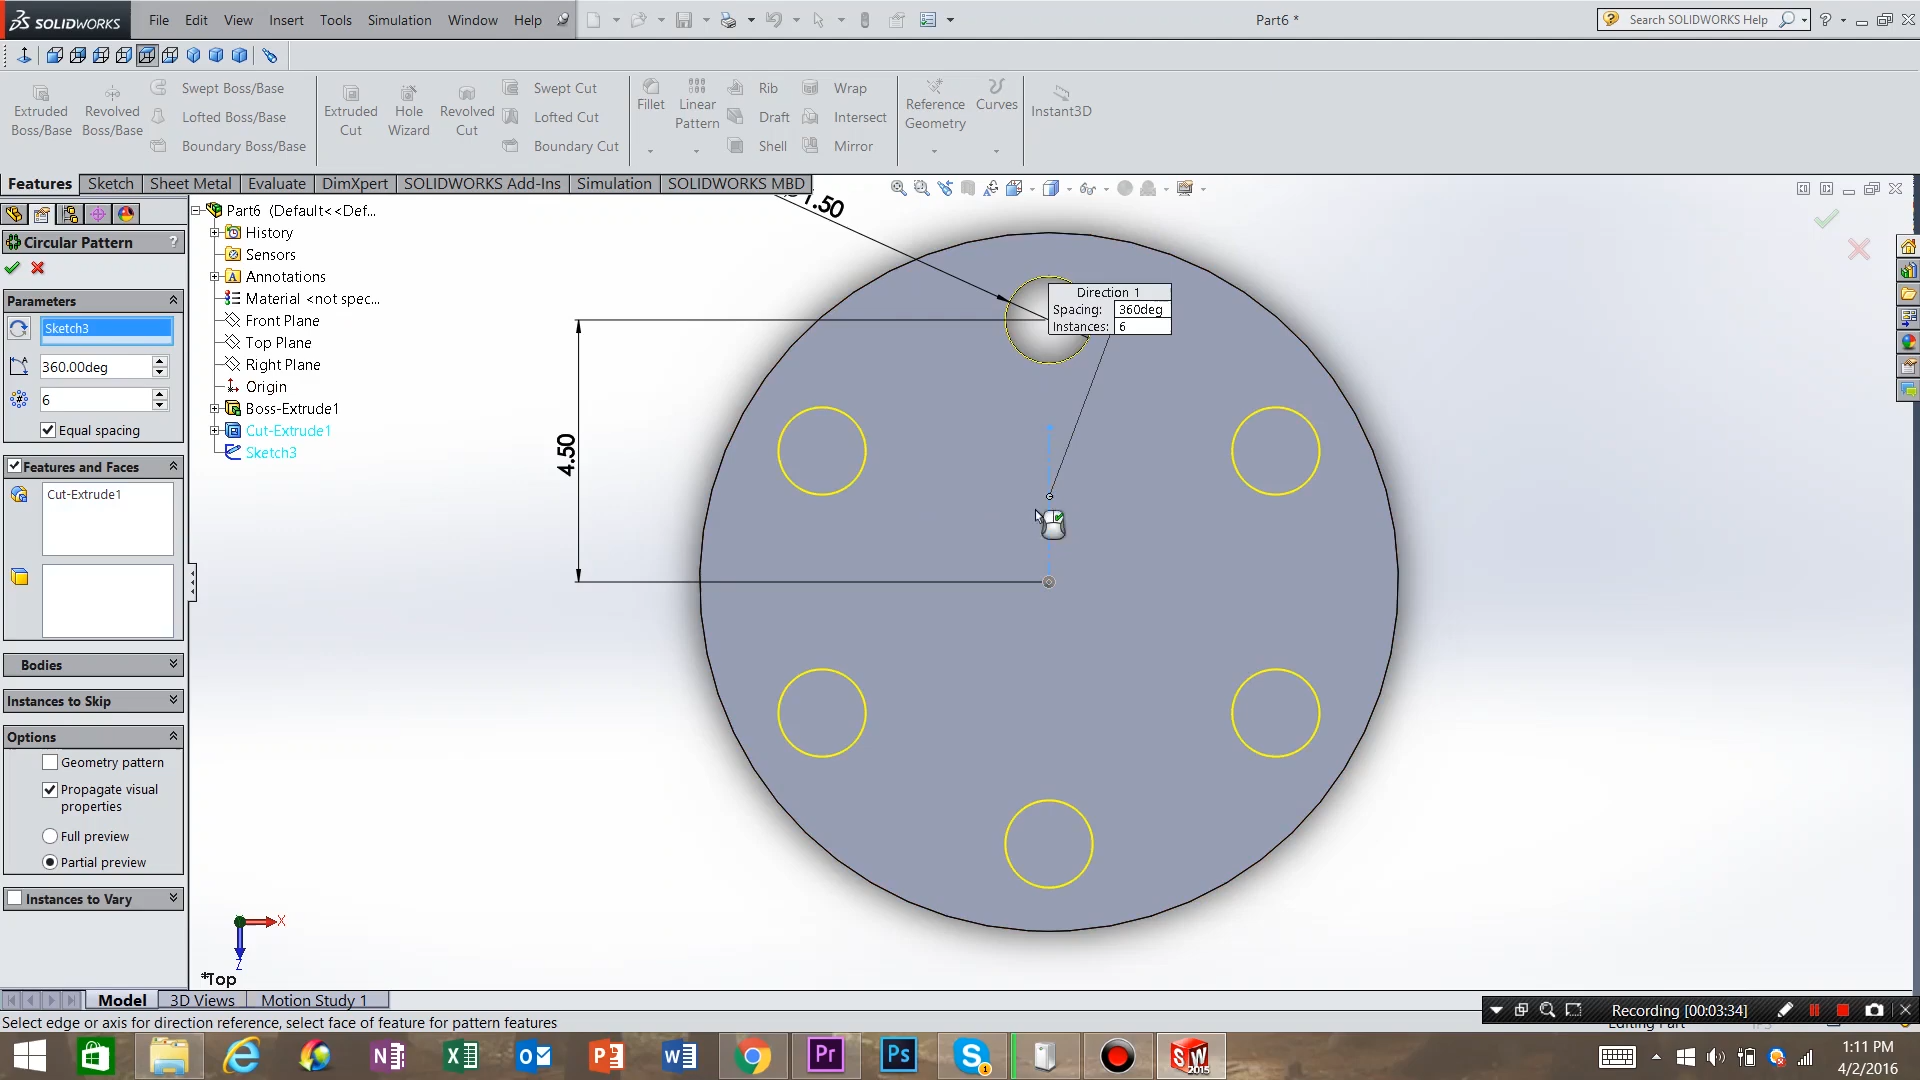 SOLIDWORKS File Edit View Insert Tools Simulation Window Help Part6 * Search SOLIDWORKS Help
Extruded Boss/Base
Revolved Boss/Base
Swept Boss/Base
Lofted Boss/Base
Boundary Boss/Base
Extruded Cut
Hole Wizard
Revolved Cut
Swept Cut
Lofted Cut
Boundary Cut
Fillet
Linear Pattern
Rib
Draft
Shell
Wrap
Intersect
Mirror
Reference Geometry
Curves
Instant3D
Features Sketch Sheet Metal Evaluate DimXpert SOLIDWORKS Add-Ins Simulation SOLIDWORKS MBD
Circular Pattern ?
Parameters
Sketch3
360.00deg
6
Equal spacing
Features and Faces
Cut-Extrude1
Bodies
Instances to Skip
Options
Geometry pattern
Propagate visual
properties
Full preview
Partial preview
Instances to Vary
Part6 (Default<<Def...
History
Sensors
Annotations
Material <not spec...
Front Plane
Top Plane
Right Plane
Origin
Boss-Extrude1
Cut-Extrude1
Sketch3
1.50
4.50
Direction 1
Spacing: 360deg
Instances: 6
X
Z
*Top
Model 3D Views Motion Study 1
Recording [00:03:34]
Select edge or axis for direction reference, select face of feature for pattern features
Editing Part
1:11 PM
4/2/2016